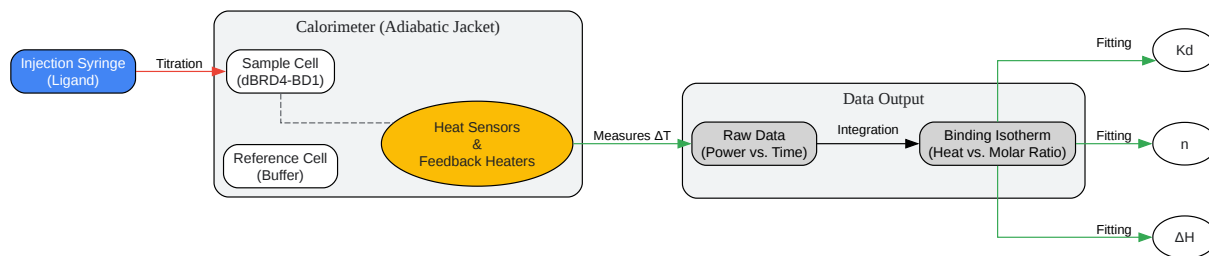 Calorimeter (Adiabatic Jacket)
Injection Syringe
(Ligand)
Titration
Sample Cell
(dBRD4-BD1)
Reference Cell
(Buffer)
Heat Sensors
&
Feedback Heaters
Measures ΔT
Data Output
Raw Data
(Power vs. Time)
Integration
Binding Isotherm
(Heat vs. Molar Ratio)
Fitting
Kd
Fitting
n
Fitting
ΔH